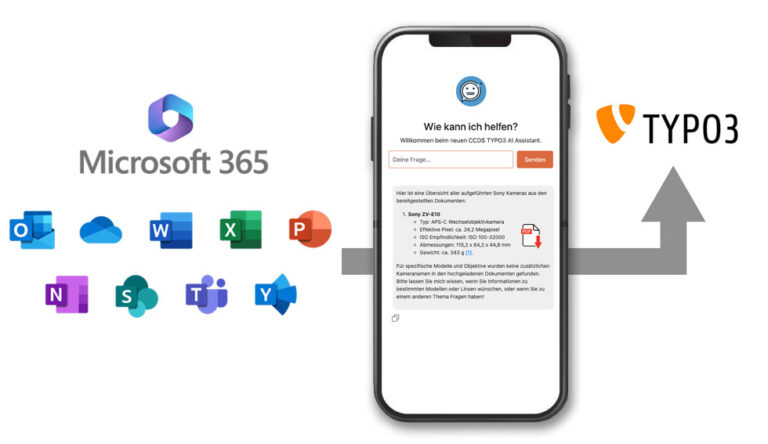 Microsoft 365
O
W
X
P
N
S
T
Y
Wie kann ich helfen?
Willkommen beim neuen CCDS TYPO3 AI Assistant.
Deine Frage...
Senden
Hier ist eine Übersicht aller aufgeführten Sony Kameras aus den
bereitgestellten Dokumenten:
1. Sony ZV-E10
Typ: APS-C Wechselobjektivkamera
Effektive Pixel: ca. 24,2 Megapixel
ISO Empfindlichkeit: ISO 100-32000
Abmessungen: 115,2 x 64,2 x 44,8 mm
Gewicht: ca. 343 g [1].
PDF
Für spezifische Modelle und Objektive wurden keine zusätzlichen
Kameranamen in den hochgeladenen Dokumenten gefunden.
Bitte lassen Sie mich wissen, wenn Sie Informationen zu
bestimmten Modellen oder Linsen wünschen, oder wenn Sie zu
einem anderen Thema Fragen haben!
TYPO3